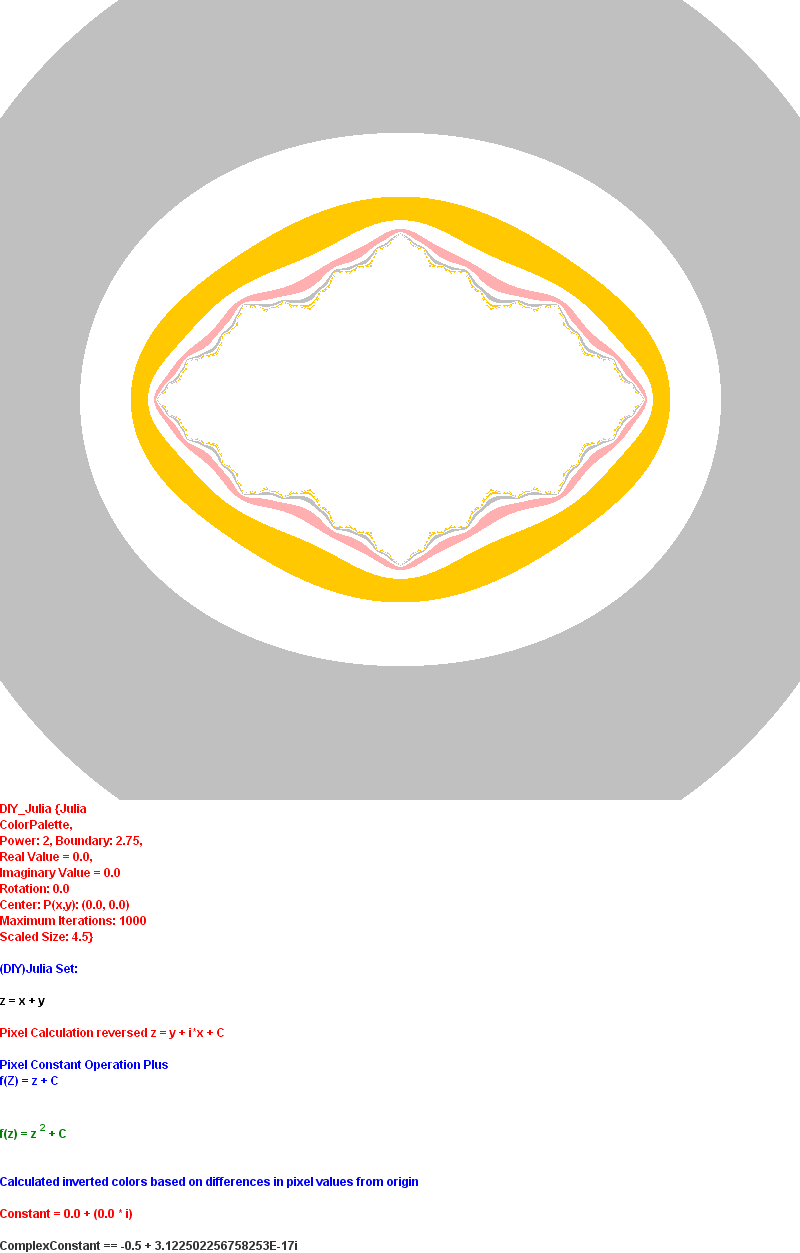 DIY_Julia {Julia
ColorPalette,
Power: 2, Boundary: 2.75,
Real Value = 0.0,
Imaginary Value = 0.0
Rotation: 0.0
Center: P(x,y): (0.0, 0.0)
Maximum Iterations: 1000
Scaled Size: 4.5}
(DIY)Julia Set:
z = x + y
Pixel Calculation reversed z = y + i*x + C
Pixel Constant Operation Plus
f(Z) = z + C
f(z) = z ² + C
Calculated inverted colors based on differences in pixel values from origin
Constant = 0.0 + (0.0 * i)
ComplexConstant == -0.5 + 3.122502256758253E-17i